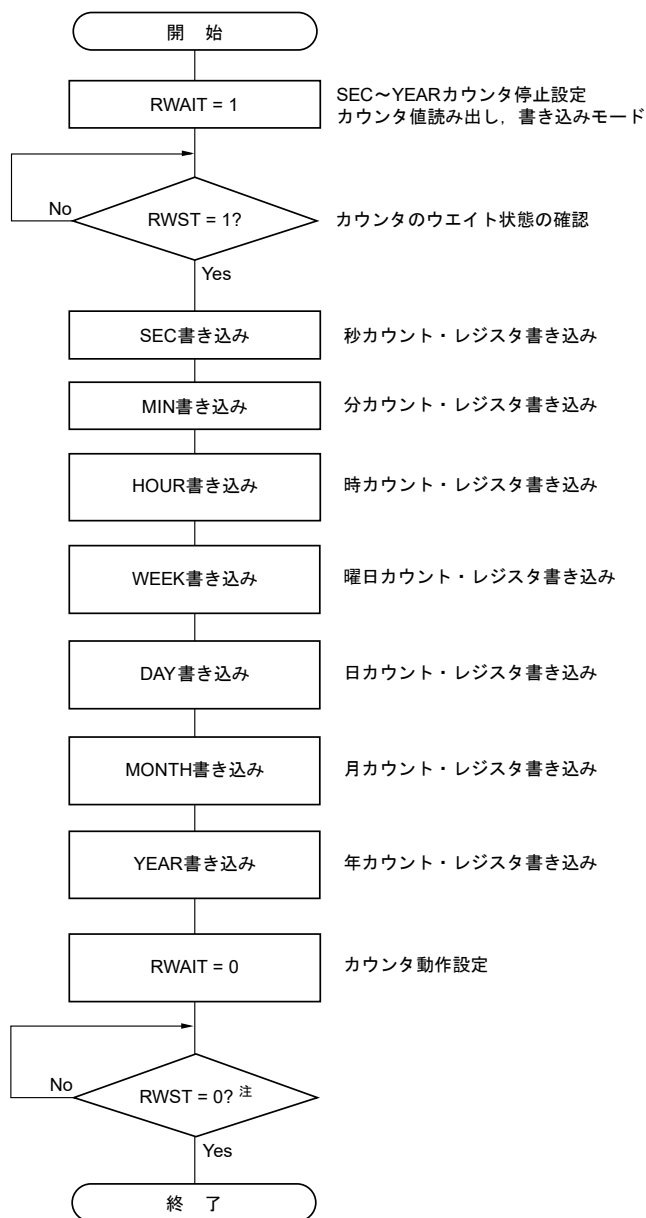 開　始
RWAIT = 1
SEC～YEARカウンタ停止設定
カウンタ値読み出し，書き込みモード
No
RWST = 1?
カウンタのウエイト状態の確認
Yes
SEC書き込み
秒カウント・レジスタ書き込み
MIN書き込み
分カウント・レジスタ書き込み
HOUR書き込み
時カウント・レジスタ書き込み
WEEK書き込み
曜日カウント・レジスタ書き込み
DAY書き込み
日カウント・レジスタ書き込み
MONTH書き込み
月カウント・レジスタ書き込み
YEAR書き込み
年カウント・レジスタ書き込み
RWAIT = 0
カウンタ動作設定
No
RWST = 0? 注
Yes
終　了